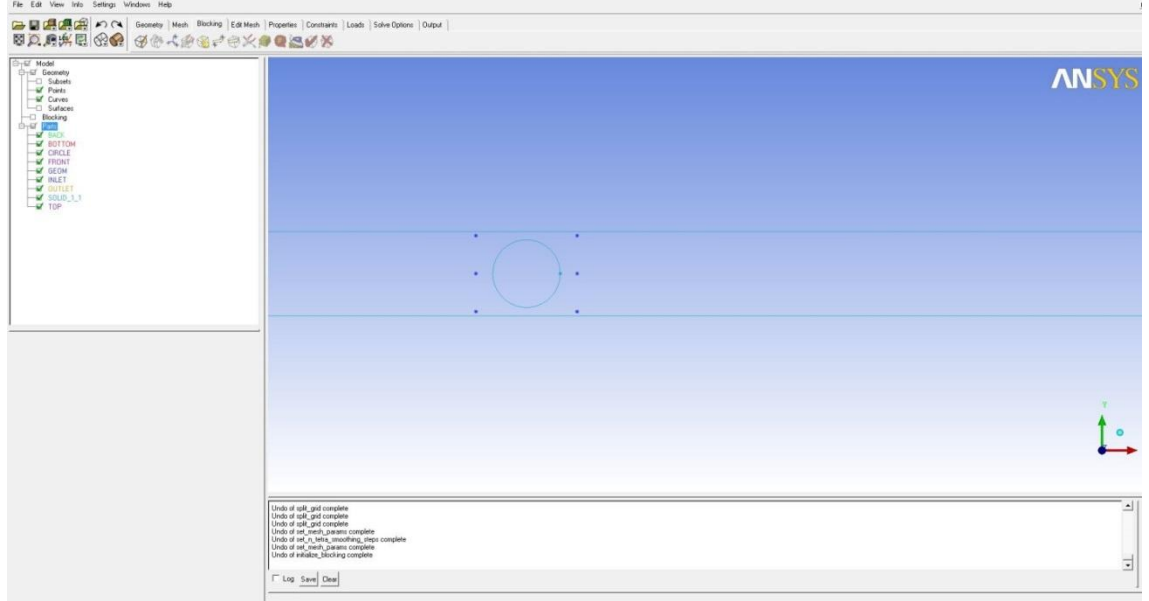 File Edit View Info Settings Windows Help
Geometry Mesh Blocking Edit Mesh Properties Constraints Loads Solve Options Output
Model
Geometry
Subsets
Points
Curves
Surfaces
Blocking
Parts
BACK
BOTTOM
CIRCLE
FRONT
GEOM
INLET
OUTLET
SOLID_1_1
TOP
ANSYS
Y
Undo of split_grid complete
Undo of split_grid complete
Undo of split_grid complete
Undo of set_mesh_params complete
Undo of set_n_tetra_smoothing_steps complete
Undo of set_mesh_params complete
Undo of initialize_blocking complete
Log Save Clear